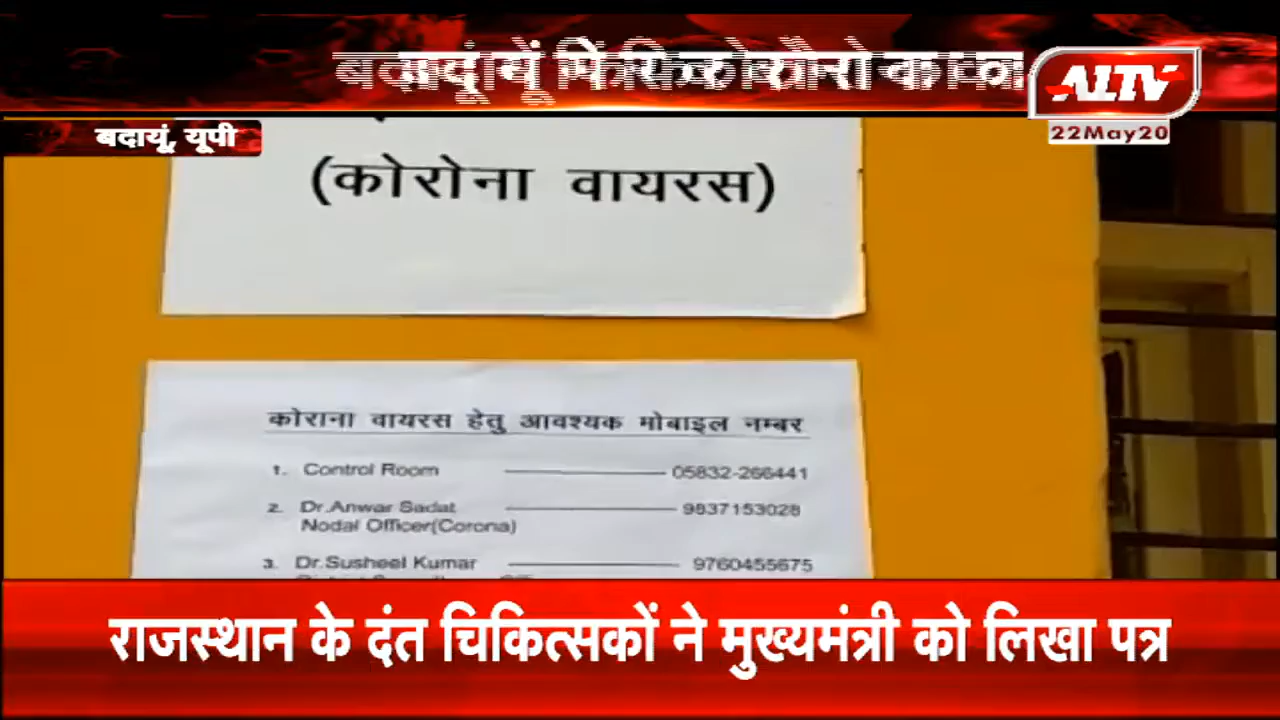 ALTV
22May20
बदायूं, यूपी
(कोरोना वायरस)
कोराना वायरस हेतु आवश्यक मोबाइल नम्बर
1. Control Room 05832-266441
2. Dr.Anwar Sadat 9837153028
Nodal Officer(Corona)
3. Dr.Susheel Kumar 9760455675
राजस्थान के दंत चिकित्सकों ने मुख्यमंत्री को लिखा पत्र